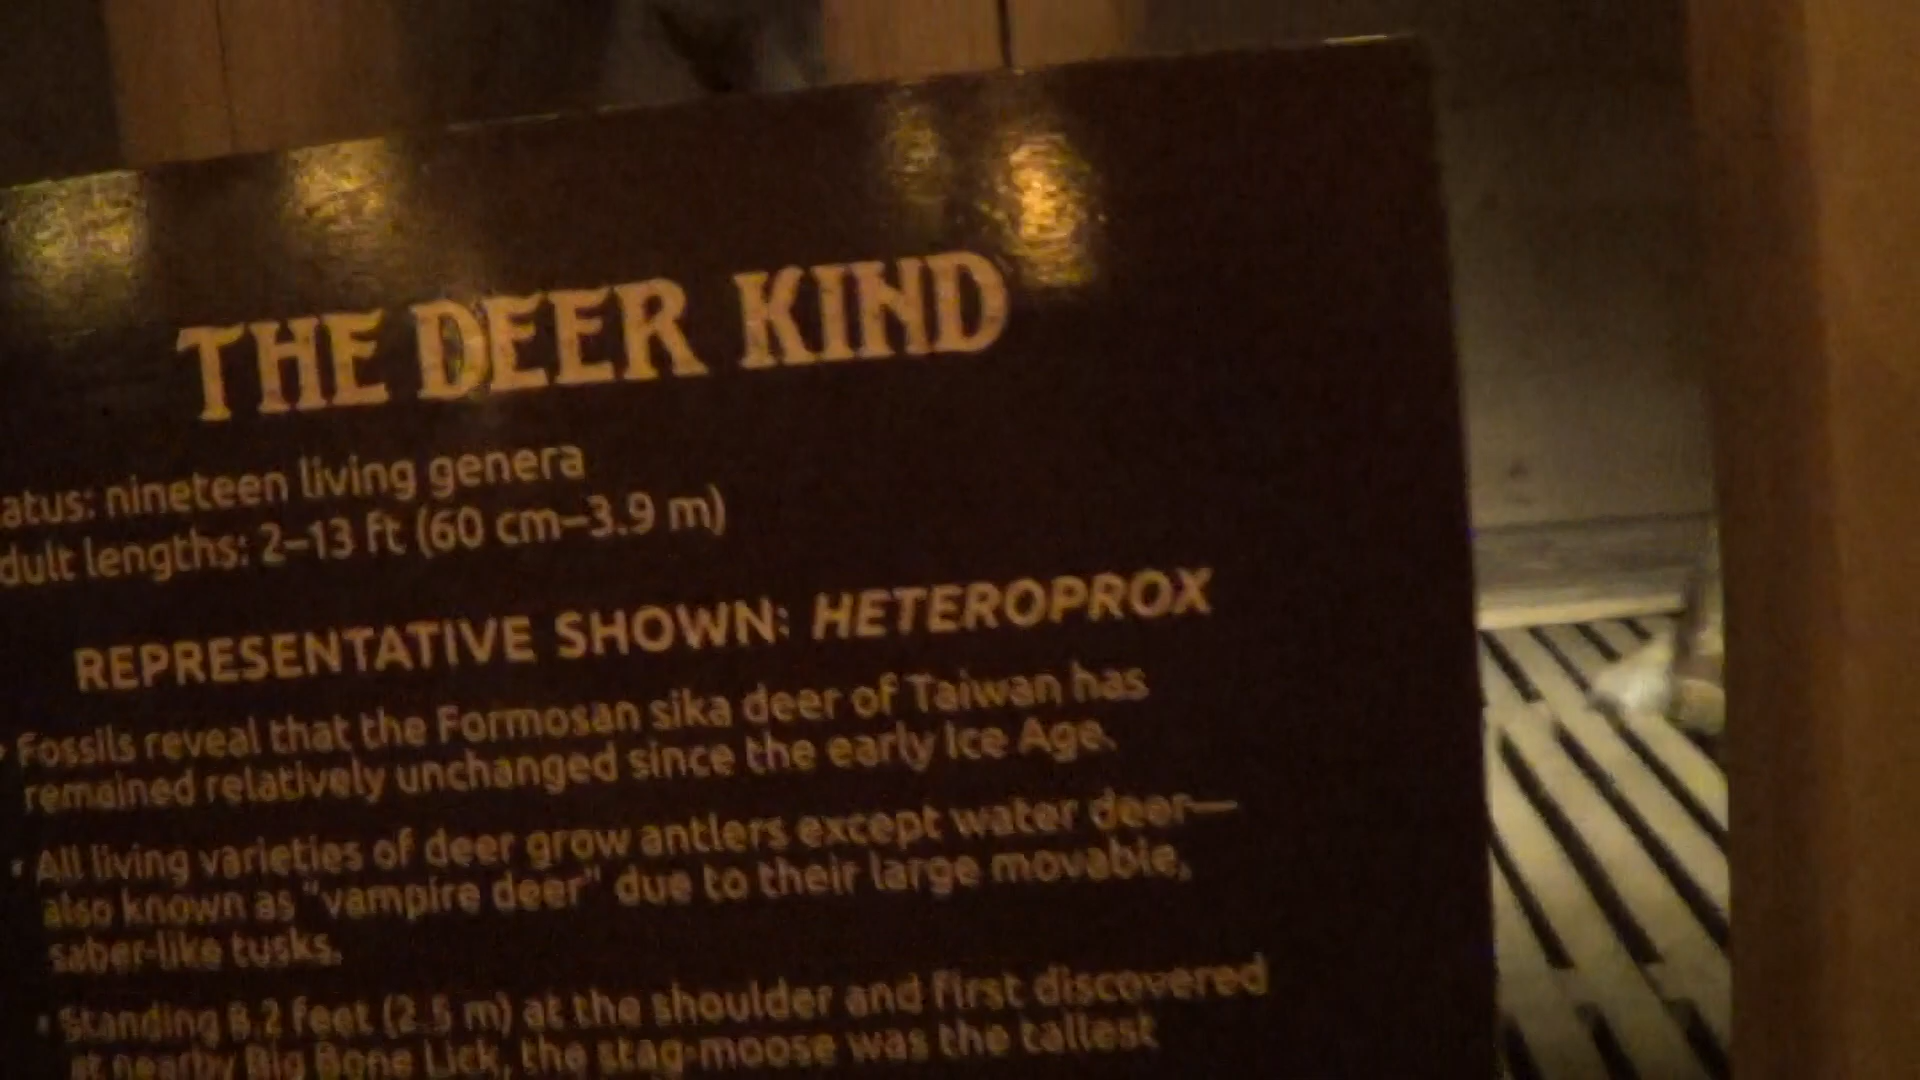 THE DEER KIND
atus: nineteen living genera
dult lengths: 2–13 ft (60 cm–3.9 m)
REPRESENTATIVE SHOWN: HETEROPROX
• Fossils reveal that the Formosan sika deer of Taiwan has
remained relatively unchanged since the early Ice Age.
• All living varieties of deer grow antlers except water deer—
also known as "vampire deer" due to their large movable,
saber-like tusks.
• Standing 8.2 feet (2.5 m) at the shoulder and first discovered
at nearby Big Bone Lick, the stag-moose was the tallest